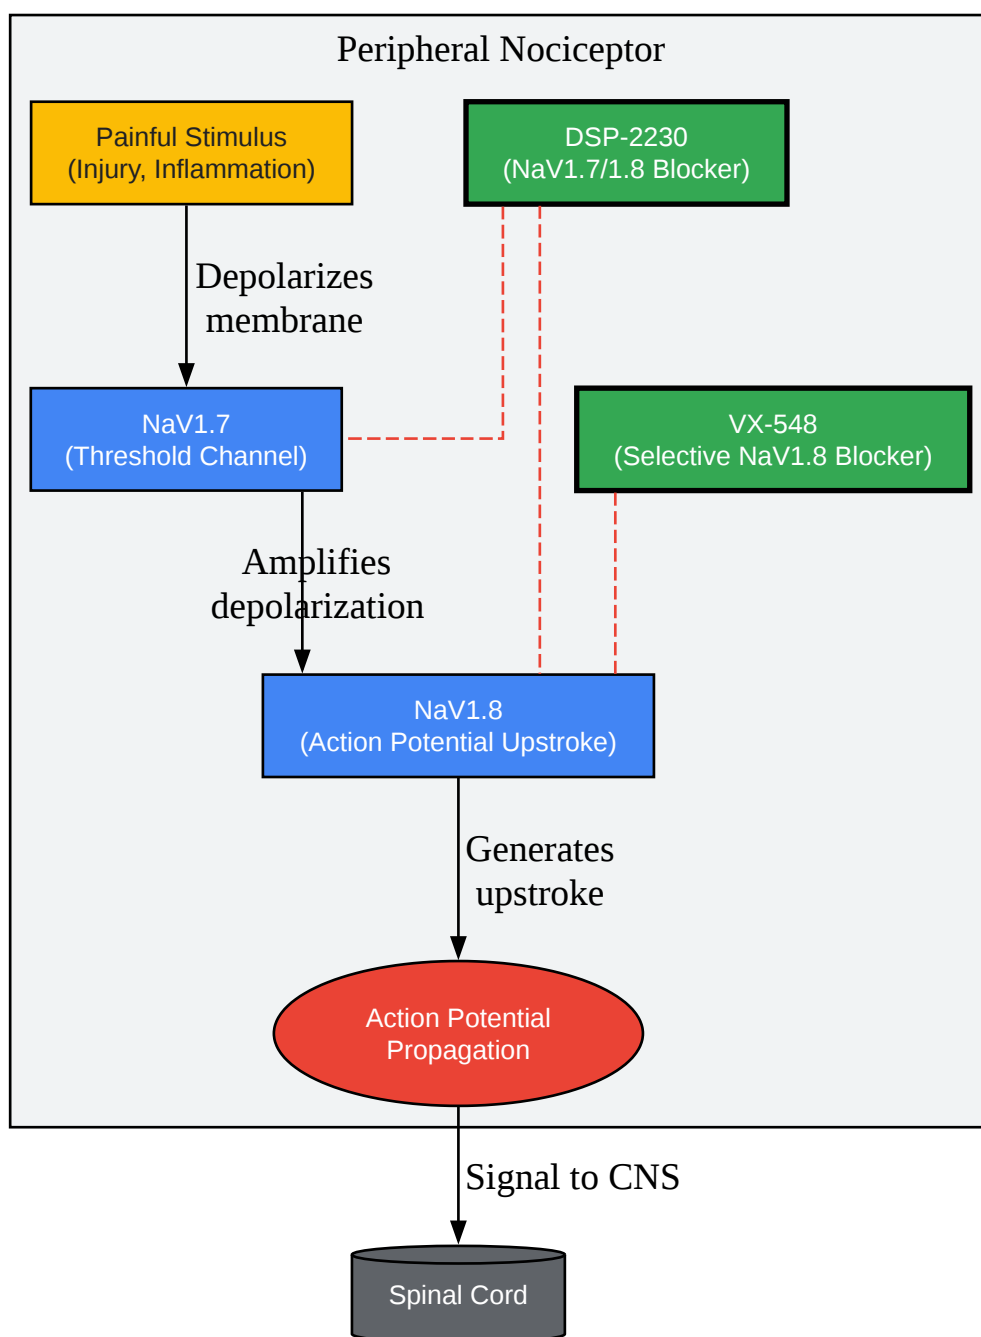 Peripheral Nociceptor
Painful Stimulus
(Injury, Inflammation)
DSP-2230
(NaV1.7/1.8 Blocker)
Depolarizes
membrane
NaV1.7
(Threshold Channel)
VX-548
(Selective NaV1.8 Blocker)
Amplifies
depolarization
NaV1.8
(Action Potential Upstroke)
Generates
upstroke
Action Potential
Propagation
Signal to CNS
Spinal Cord